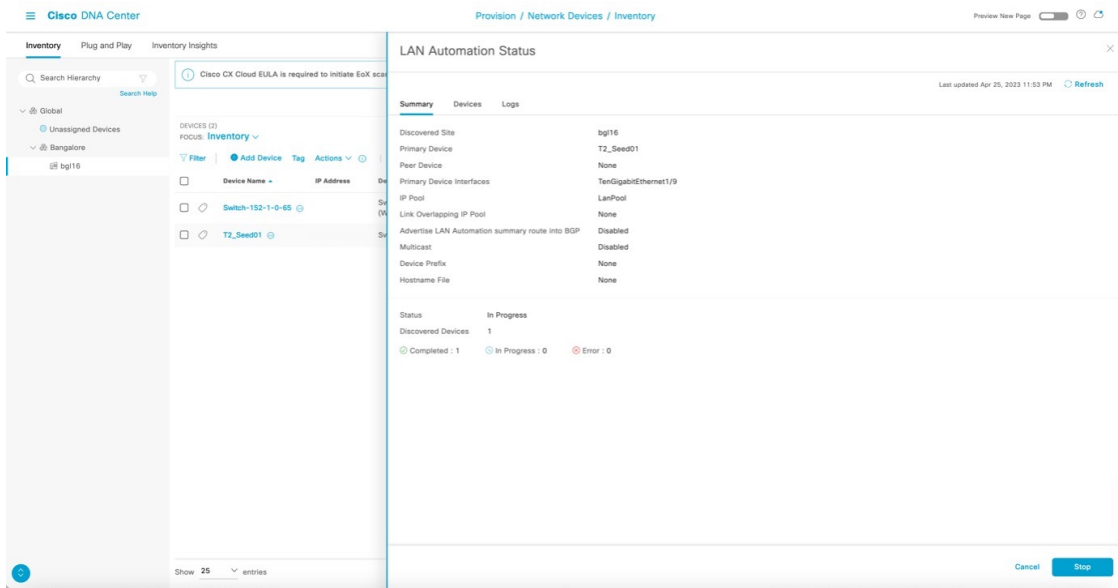 Cisco DNA Center
Provision / Network Devices / Inventory
Preview New Page
Inventory Plug and Play Inventory Insights
Search Hierarchy
Search Help
Global
Unassigned Devices
Bangalore
bgl16
Cisco CX Cloud EULA is required to initiate EoX
DEVICES (2)
FOCUS: Inventory
Filter Add Device Tag Actions
Device Name IP Address
Switch-152-1-0-65
T2_Seed01
Show 25 entries
LAN Automation Status
Last updated Apr 25, 2023 11:53 PM Refresh
Summary Devices Logs
Discovered Site bgl16
Primary Device T2_Seed01
Peer Device None
Primary Device Interfaces TenGigabitEthernet1/9
IP Pool LanPool
Link Overlapping IP Pool None
Advertise LAN Automation summary route into BGP Disabled
Multicast Disabled
Device Prefix None
Hostname File None
Status In Progress
Discovered Devices 1
Completed : 1 In Progress : 0 Error : 0
Cancel Stop